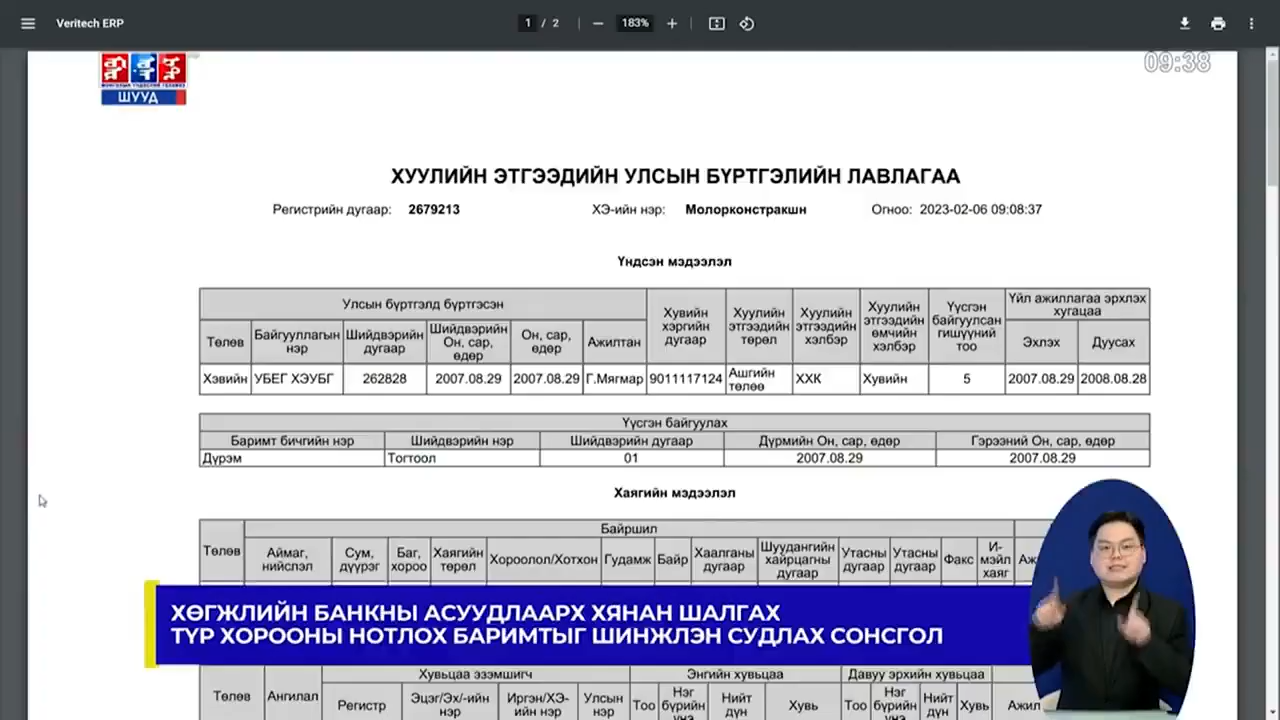 Veritech ERP
1 / 2
183%
ШУУД
09:38
ХУУЛИЙН ЭТГЭЭДИЙН УЛСЫН БҮРТГЭЛИЙН ЛАВЛАГАА
Регистрийн дугаар: 2679213 ХЭ-ийн нэр: Молорконстракшн Огноо: 2023-02-06 09:08:37
Үндсэн мэдээлэл
Улсын бүртгэлд бүртгэсэн
Төлөв Байгууллагын нэр Шийдвэрийн дугаар Шийдвэрийн Он, сар, өдөр Он, сар, өдөр Ажилтан Хувийн хэргийн дугаар Хуулийн этгээдийн төрөл Хуулийн этгээдийн хэлбэр Хуулийн этгээдийн өмчийн хэлбэр Үүсгэн байгуулсан гишүүний тоо Үйл ажиллагаа эрхлэх хугацаа Эхлэх Дуусах
Хэвийн УБЕГ ХЭУБГ 262828 2007.08.29 2007.08.29 Г.Мягмар 9011117124 Ашгийн төлөө ХХК Хувийн 5 2007.08.29 2008.08.28
Үүсгэн байгуулах
Баримт бичгийн нэр Шийдвэрийн нэр Шийдвэрийн дугаар Дүрмийн Он, сар, өдөр Гэрээний Он, сар, өдөр
Дүрэм Тогтоол 01 2007.08.29 2007.08.29
Хаягийн мэдээлэл
Байршил
Төлөв Аймаг, нийслэл Сум, дүүрэг Баг, хороо Хаягийн төрөл Хороолол/Хотхон Гудамж Байр Хаалганы дугаар Шуудангийн хайрцагны дугаар Утасны дугаар Утасны дугаар Факс И-мэйл хаяг
ХӨГЖЛИЙН БАНКНЫ АСУУДЛААРХ ХЯНАН ШАЛГАХ
ТҮР ХОРООНЫ НОТЛОХ БАРИМТЫГ ШИНЖЛЭН СУДЛАХ СОНСГОЛ
Хувьцаа эзэмшигч Энгийн хувьцаа Давуу эрхийн хувьцаа
Төлөв Ангилал Регистр Эцэг/Эх/-ийн нэр Иргэн/ХЭ-ийн нэр Улсын нэр Тоо Нэг бүрийн үнэ Нийт дүн Хувь Тоо Нэг бүрийн үнэ Нийт дүн Хувь